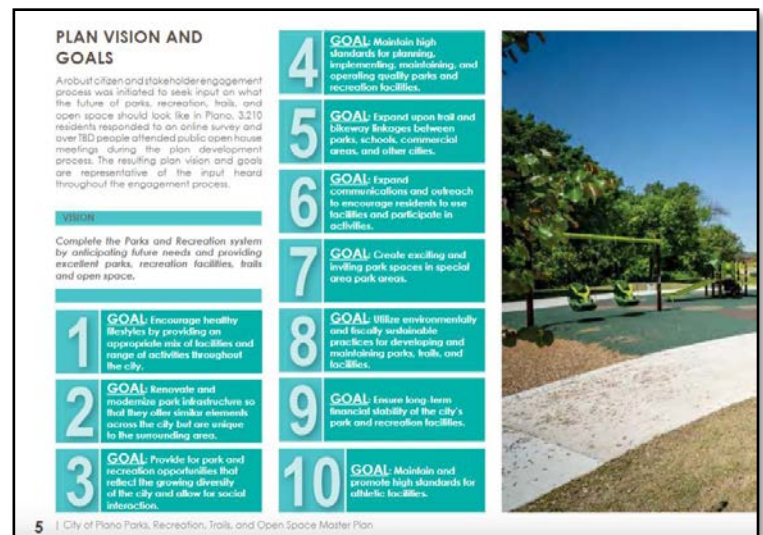 PLAN VISION AND
GOALS
A robust citizen and stakeholder engagement
process was initiated to seek input on what
the future of parks, recreation, trails, and
open space should look like in Plano. 3,210
residents responded to an online survey and
over TBD people attended public open house
meetings during the plan development
process. The resulting plan vision and goals
are representative of the input heard
throughout the engagement process.
VISION
Complete the Parks and Recreation system
by anticipating future needs and providing
excellent parks, recreation facilities, trails
and open space.
1
GOAL: Encourage healthy
lifestyles by providing an
appropriate mix of facilities and
range of activities throughout
the city.
2
GOAL: Renovate and
modernize park infrastructure so
that they offer similar elements
across the city but are unique
to the surrounding area.
3
GOAL: Provide for park and
recreation opportunities that
reflect the growing diversity
of the city and allow for social
interaction.
4
GOAL: Maintain high
standards for planning,
implementing, maintaining, and
operating quality parks and
recreation facilities.
5
GOAL: Expand upon trail and
bikeway linkages between
parks, schools, commercial
areas, and other cities.
6
GOAL: Expand
communications and outreach
to encourage residents to use
facilities and participate in
activities.
7
GOAL: Create exciting and
inviting park spaces in special
area park areas.
8
GOAL: Utilize environmentally
and fiscally sustainable
practices for developing and
maintaining parks, trails, and
facilities.
9
GOAL: Ensure long-term
financial stability of the city's
park and recreation facilities.
10
GOAL: Maintain and
promote high standards for
athletic facilities.
5 | City of Plano Parks, Recreation, Trails, and Open Space Master Plan